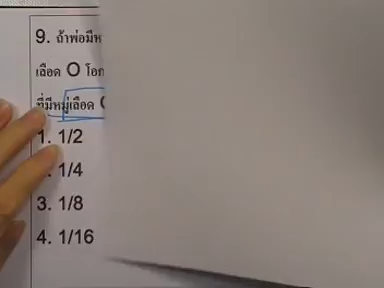 9. ถ้าพ่อมีห
เลือด O โอก
ที่มีหมู่เลือด
1. 1/2
2. 1/4
3. 1/8
4. 1/16